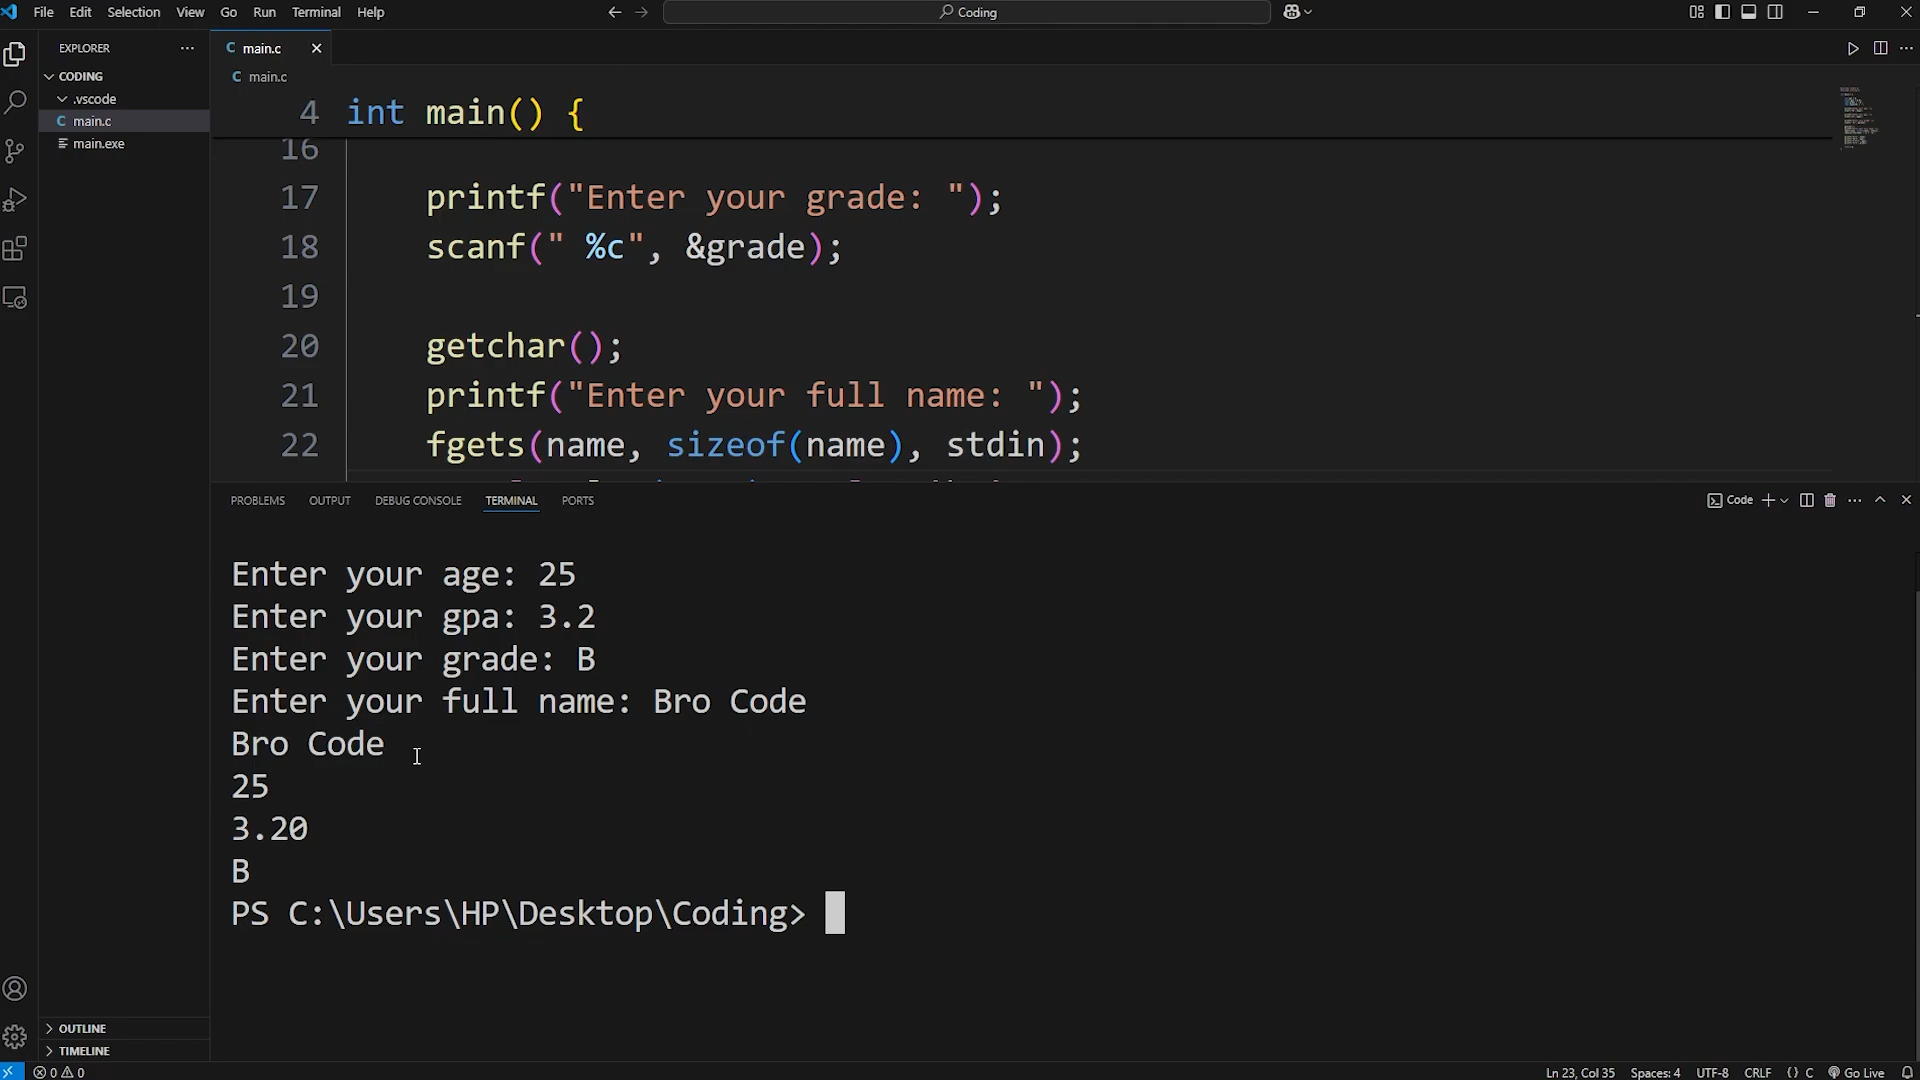 File Edit Selection View Go Run Terminal Help
Coding
EXPLORER
CODING
.vscode
C main.c
main.exe
OUTLINE
TIMELINE
C main.c
C main.c
4 int main() {
16
17 printf("Enter your grade: ");
18 scanf(" %c", &grade);
19
20 getchar();
21 printf("Enter your full name: ");
22 fgets(name, sizeof(name), stdin);
PROBLEMS OUTPUT DEBUG CONSOLE TERMINAL PORTS
Code
Enter your age: 25
Enter your gpa: 3.2
Enter your grade: B
Enter your full name: Bro Code
Bro Code
25
3.20
B
PS C:\Users\HP\Desktop\Coding>
0 0
Ln 23, Col 35 Spaces: 4 UTF-8 CRLF {} C Go Live